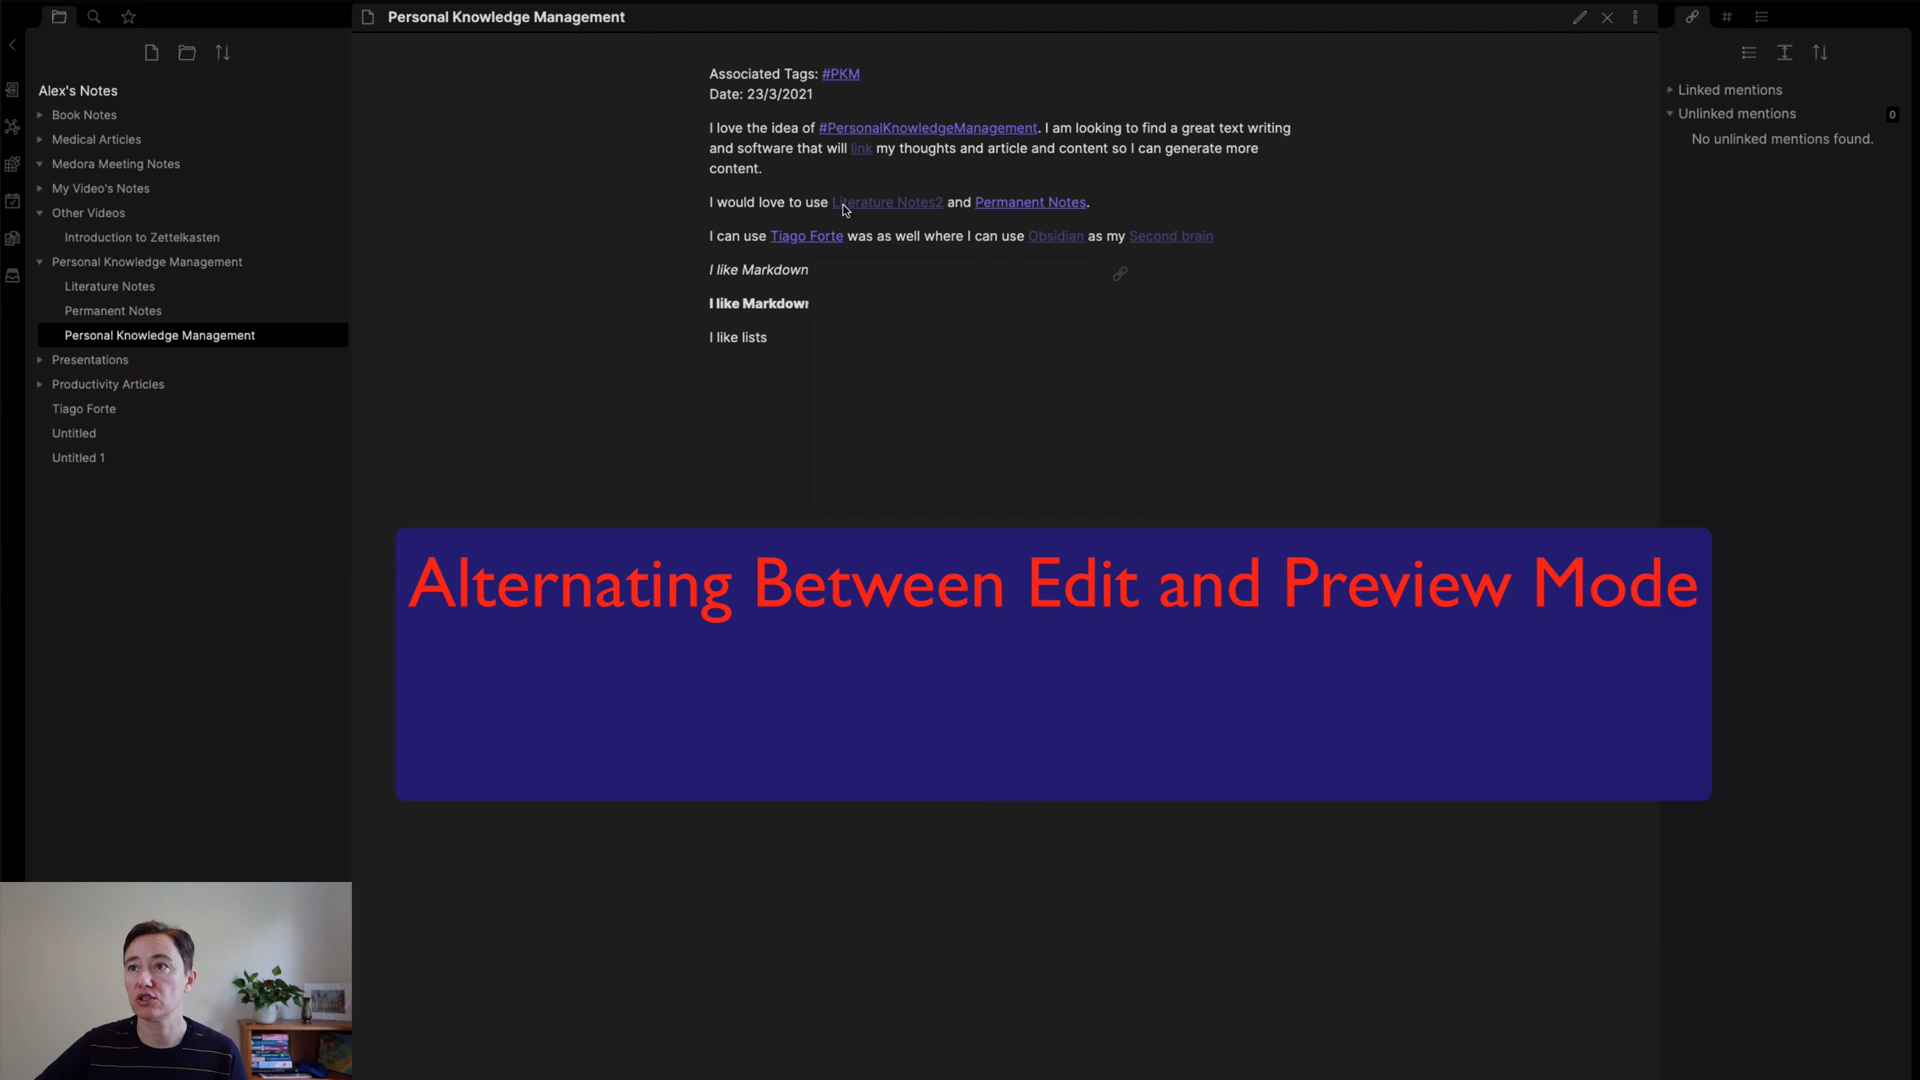 Personal Knowledge Management
Alex's Notes
Book Notes
Medical Articles
Medora Meeting Notes
My Video's Notes
Other Videos
Introduction to Zettelkasten
Personal Knowledge Management
Literature Notes
Permanent Notes
Personal Knowledge Management
Presentations
Productivity Articles
Tiago Forte
Untitled
Untitled 1
Associated Tags: #PKM
Date: 23/3/2021
I love the idea of #PersonalKnowledgeManagement. I am looking to find a great text writing
and software that will link my thoughts and article and content so I can generate more
content.
I would love to use Literature Notes2 and Permanent Notes.
I can use Tiago Forte was as well where I can use Obsidian as my Second brain
I like Markdown
I like Markdown
I like lists
Alternating Between Edit and Preview Mode
Linked mentions
Unlinked mentions 0
No unlinked mentions found.